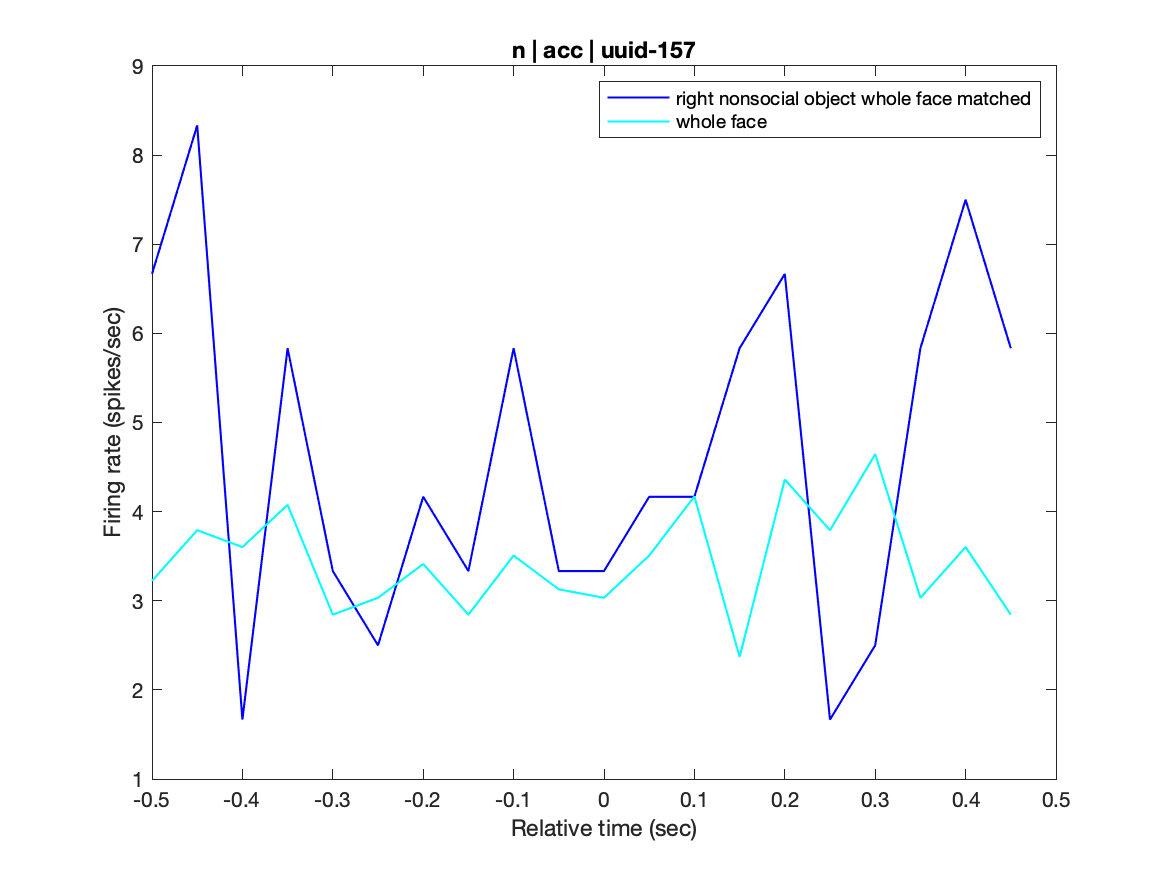 n | acc | uuid-157
right nonsocial object whole face matched
whole face
Firing rate (spikes/sec)
9
8
7
6
5
4
3
2
1
-0.5 -0.4 -0.3 -0.2 -0.1 0 0.1 0.2 0.3 0.4 0.5
Relative time (sec)